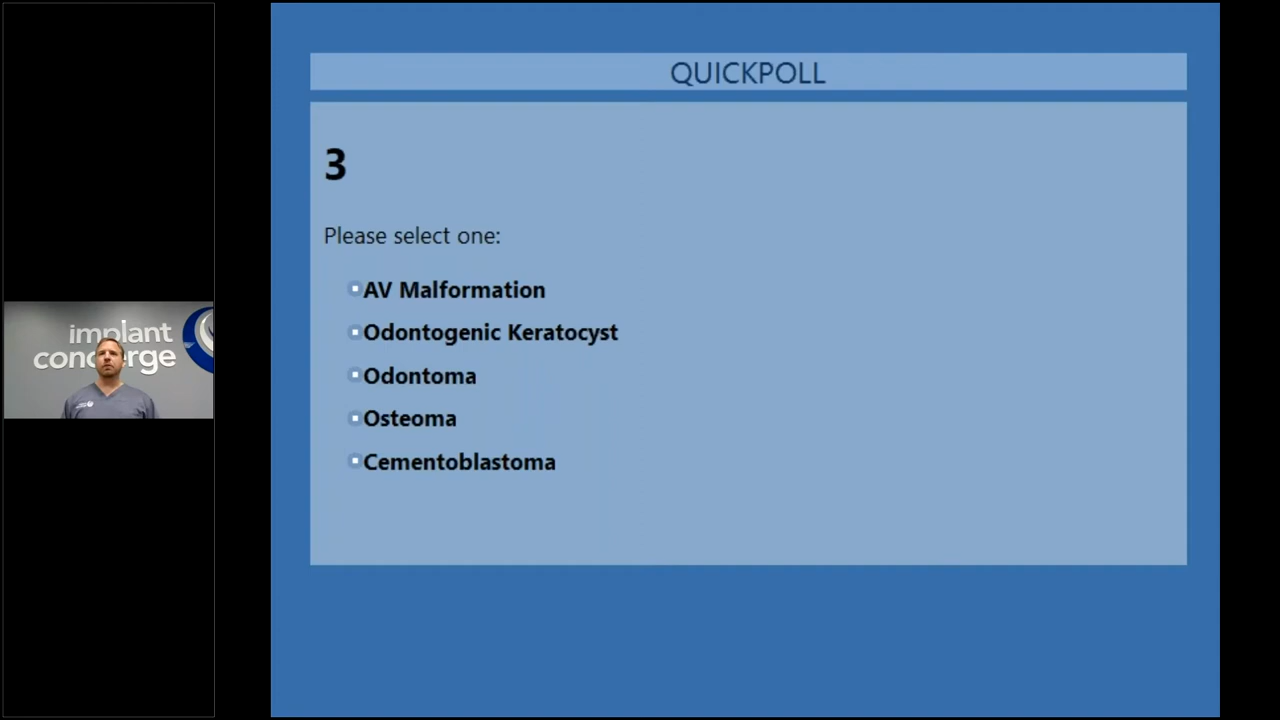 QUICKPOLL
3
Please select one:
AV Malformation
Odontogenic Keratocyst
Odontoma
Osteoma
Cementoblastoma
implant
concierge